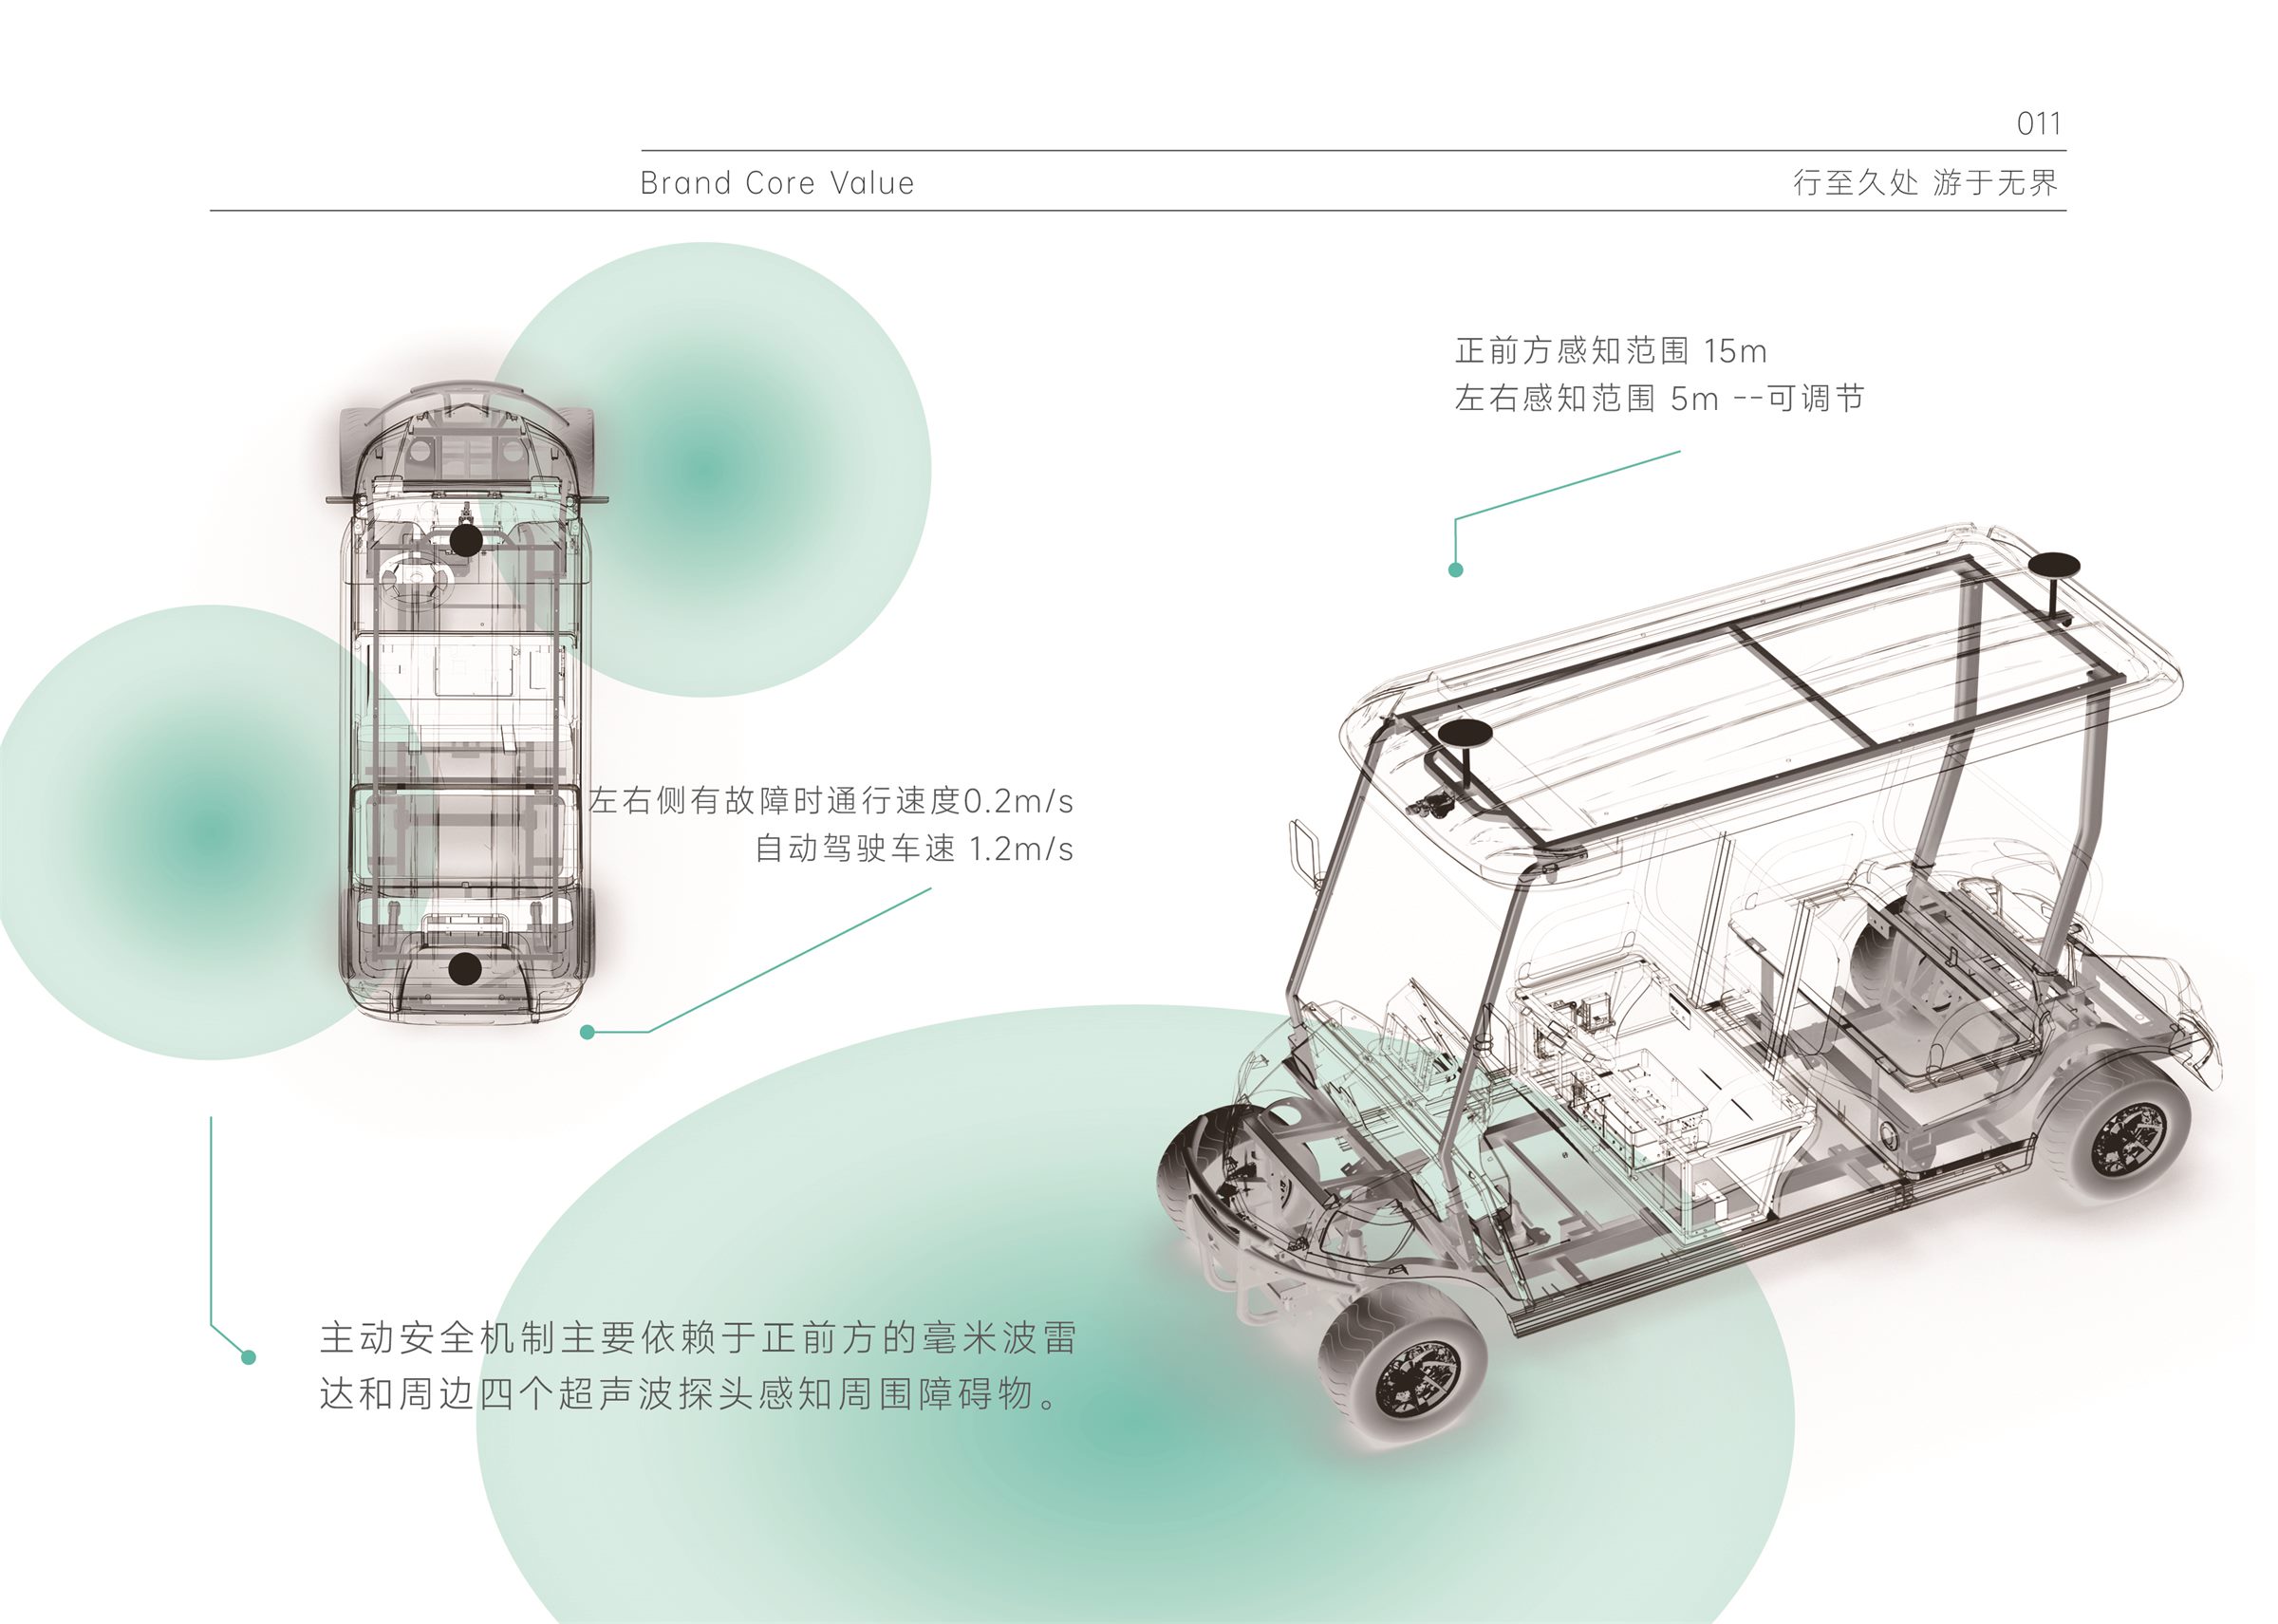 011
Brand Core Value
行至久处 游于无界
正前方感知范围 15m
左右感知范围 5m --可调节
左右侧有故障时通行速度0.2m/s
自动驾驶车速 1.2m/s
主动安全机制主要依赖于正前方的毫米波雷
达和周边四个超声波探头感知周围障碍物。